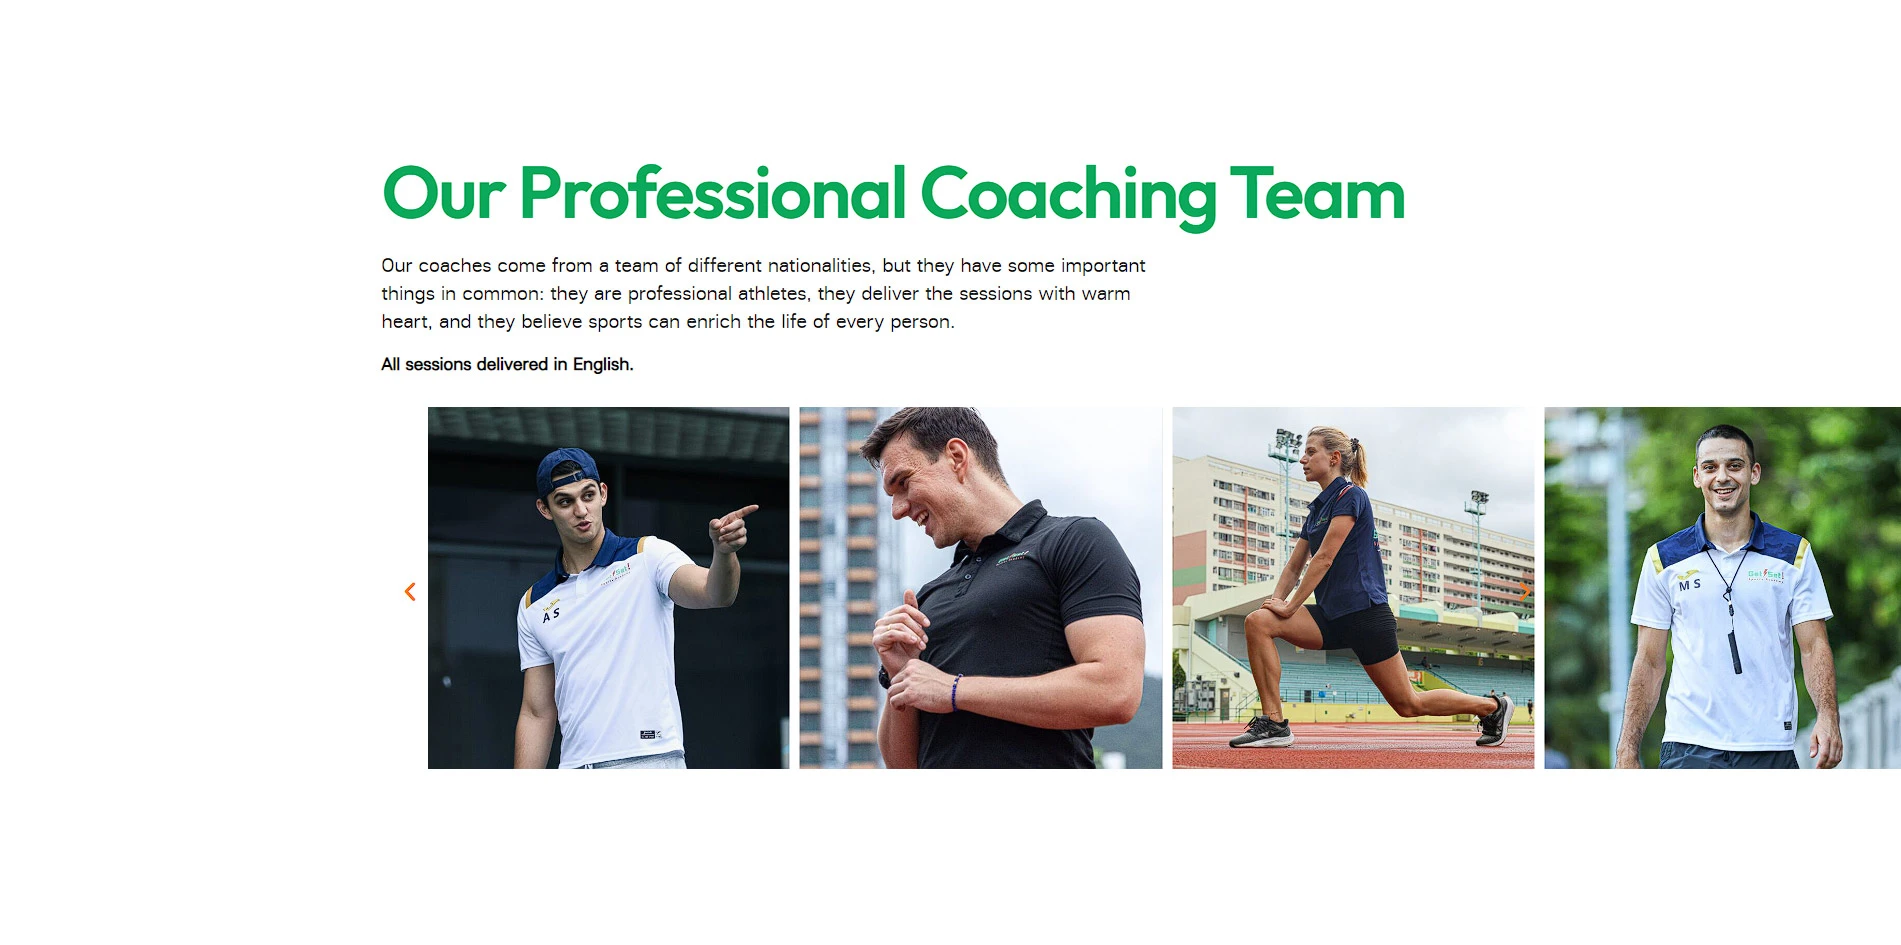 Our Professional Coaching Team
Our coaches come from a team of different nationalities, but they have some important
things in common: they are professional athletes, they deliver the sessions with warm
heart, and they believe sports can enrich the life of every person.
All sessions delivered in English.
AS
MS
Get Set!